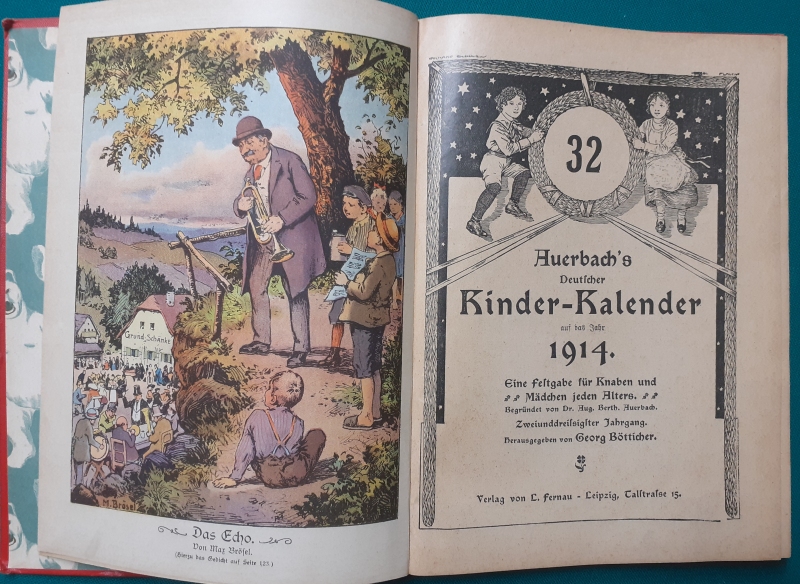 Grund-Schänke
M. Brösel
Das Echo.
Von Max Brösel.
(Hierzu das Gedicht auf Seite 123.)
32
Auerbach's
Deutscher
Kinder-Kalender
auf das Jahr
1914.
Eine Festgabe für Knaben und
Mädchen jeden Alters.
Begründet von Dr. Aug. Berth. Auerbach.
Zweiunddreissigster Jahrgang.
Herausgegeben von Georg Bötticher.
Verlag von L. Fernau - Leipzig, Talstrasse 15.